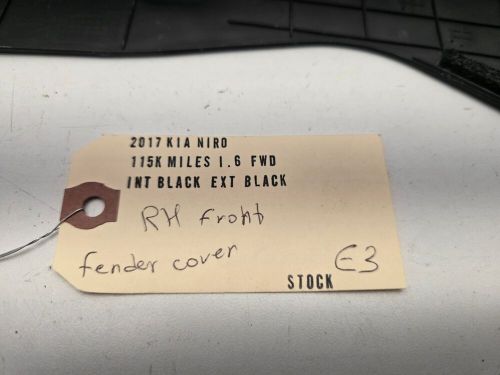 2017 KIA NIRO
115K MILES 1.6 FWD
INT BLACK EXT BLACK
RH Front
fender cover
STOCK E3